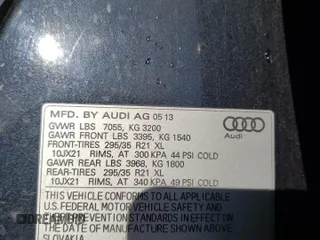 MFD. BY AUDI AG 05 13
GVWR LBS 7055, KG 3200
GAWR FRONT LBS 3395, KG 1540
FRONT-TIRES 295/35 R21 XL
10JX21 RIMS, AT 300 KPA 44 PSI COLD
GAWR REAR LBS 3968, KG 1800
REAR-TIRES 295/35 R21 XL
10JX21 RIMS, AT 340 KPA 49 PSI COLD
Audi
THIS VEHICLE CONFORMS TO ALL APPLICABLE
U.S. FEDERAL MOTOR VEHICLE SAFETY AND
PREVENTION STANDARDS IN EFFECT ON
THE DATE OF MANUFACTURE SHOWN ABOVE
SLOVAKIA